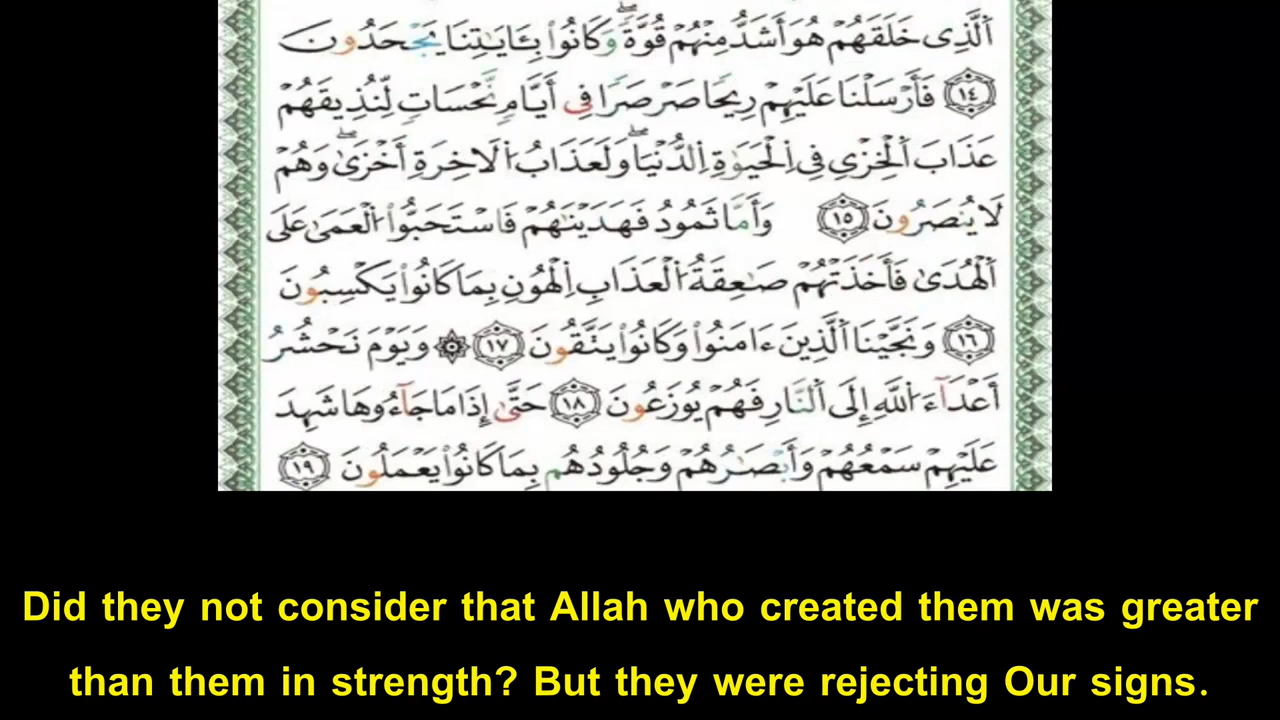 ٱلَّذِى خَلَقَهُمْ هُوَ أَشَدُّ مِنْهُمْ قُوَّةًۖ وَكَانُوا۟ بِـَٔايَٰتِنَا يَجْحَدُونَ
١٤ فَأَرْسَلْنَا عَلَيْهِمْ رِيحًا صَرْصَرًا فِى أَيَّامٍ نَّحْسَاتٍ لِّنُذِيقَهُمْ
عَذَابَ ٱلْخِزْيِ فِى ٱلْحَيَوٰةِ ٱلدُّنْيَاۖ وَلَعَذَابُ ٱلَاخِرَةِ أَخْزَىٰۖ وَهُمْ
لَا يُنصَرُونَ ١٥ وَأَمَّا ثَمُودُ فَهَدَيْنَٰهُمْ فَاسْتَحَبُّوا۟ ٱلْعَمَىٰ عَلَى
ٱلْهُدَىٰ فَأَخَذَتْهُمْ صَٰعِقَةُ ٱلْعَذَابِ ٱلْهُونِ بِمَا كَانُوا۟ يَكْسِبُونَ
١٦ وَنَجَّيْنَا ٱلَّذِينَ ءَامَنُوا۟ وَكَانُوا۟ يَتَّقُونَ ١٧ ۞ وَيَوْمَ نَحْشُرُ
أَعْدَآءَ ٱللَّهِ إِلَى ٱلنَّارِ فَهُمْ يُوزَعُونَ ١٨ حَتَّىٰ إِذَا مَا جَآءُوهَا شَهِدَ
عَلَيْهِمْ سَمْعُهُمْ وَأَبْصَٰرُهُمْ وَجُلُودُهُم بِمَا كَانُوا۟ يَعْمَلُونَ ١٩
Did they not consider that Allah who created them was greater
than them in strength? But they were rejecting Our signs.